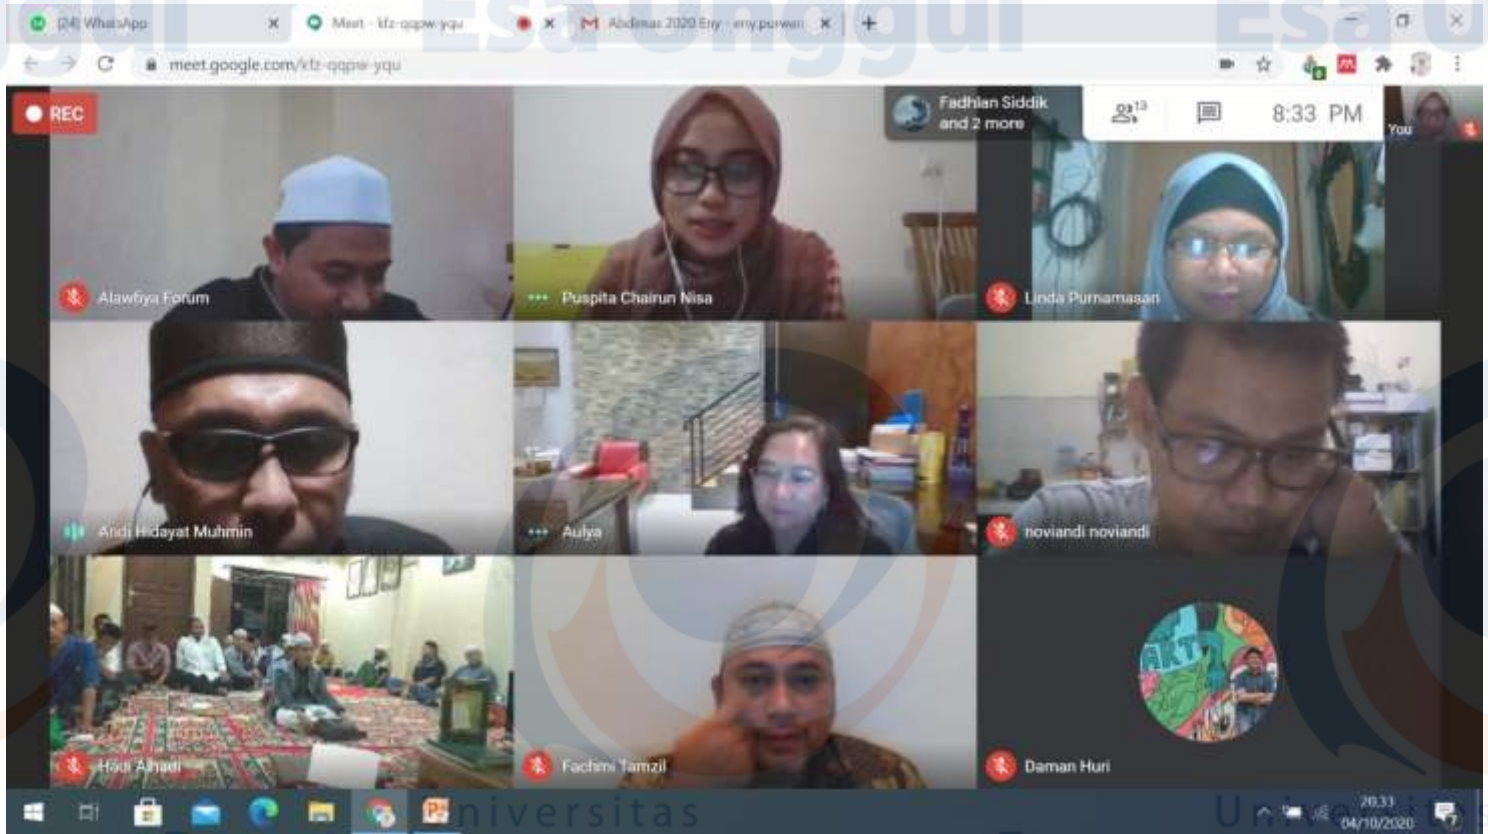 (24) WhatsApp
Meet - kfz-qqpw-yqu
Abdimas 2020 Eny - eny.purwan
meet.google.com/kfz-qqpw-yqu
REC
Fadhlan Siddik
and 2 more
13
8:33 PM
You
Alawfiya Forum
Puspita Chairun Nisa
Linda Purnamasari
Andi Hidayat Muhmin
Aulya
noviandi noviandi
ART
Hadi Alhadi
Fachmi Tamzil
Daman Huri
20.33
04/10/2020
Esa Unggul
Universitas